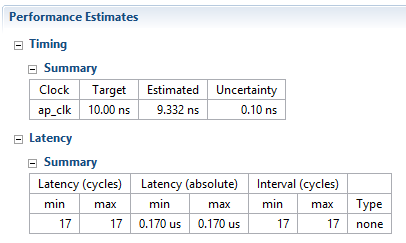 Performance Estimates
Timing
Summary
Clock Target Estimated Uncertainty
ap_clk 10.00 ns 9.332 ns 0.10 ns
Latency
Summary
Latency (cycles) Latency (absolute) Interval (cycles)
min max min max min max Type
17 17 0.170 us 0.170 us 17 17 none